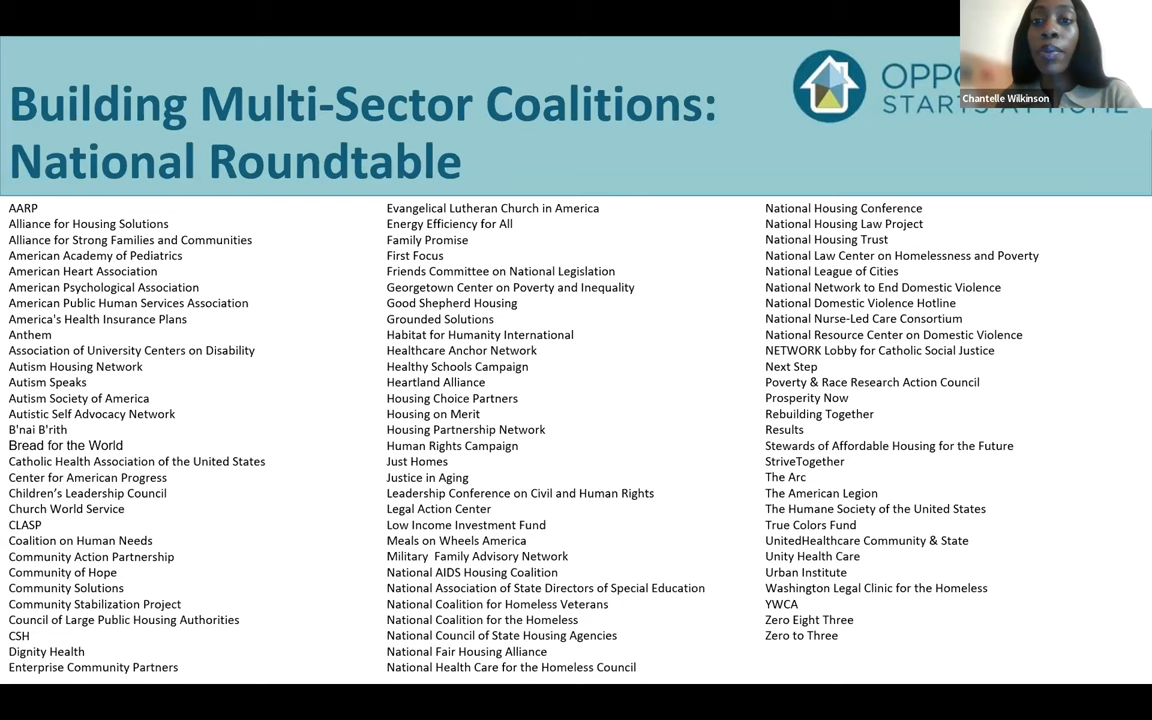 Building Multi-Sector Coalitions:
National Roundtable
STARTS AT HOME
Chantelle Wilkinson
AARP
Alliance for Housing Solutions
Alliance for Strong Families and Communities
American Academy of Pediatrics
American Heart Association
American Psychological Association
American Public Human Services Association
America's Health Insurance Plans
Anthem
Association of University Centers on Disability
Autism Housing Network
Autism Speaks
Autism Society of America
Autistic Self Advocacy Network
B'nai B'rith
Bread for the World
Catholic Health Association of the United States
Center for American Progress
Children’s Leadership Council
Church World Service
CLASP
Coalition on Human Needs
Community Action Partnership
Community of Hope
Community Solutions
Community Stabilization Project
Council of Large Public Housing Authorities
CSH
Dignity Health
Enterprise Community Partners
Evangelical Lutheran Church in America
Energy Efficiency for All
Family Promise
First Focus
Friends Committee on National Legislation
Georgetown Center on Poverty and Inequality
Good Shepherd Housing
Grounded Solutions
Habitat for Humanity International
Healthcare Anchor Network
Healthy Schools Campaign
Heartland Alliance
Housing Choice Partners
Housing on Merit
Housing Partnership Network
Human Rights Campaign
Just Homes
Justice in Aging
Leadership Conference on Civil and Human Rights
Legal Action Center
Low Income Investment Fund
Meals on Wheels America
Military Family Advisory Network
National AIDS Housing Coalition
National Association of State Directors of Special Education
National Coalition for Homeless Veterans
National Coalition for the Homeless
National Council of State Housing Agencies
National Fair Housing Alliance
National Health Care for the Homeless Council
National Housing Conference
National Housing Law Project
National Housing Trust
National Law Center on Homelessness and Poverty
National League of Cities
National Network to End Domestic Violence
National Domestic Violence Hotline
National Nurse-Led Care Consortium
National Resource Center on Domestic Violence
NETWORK Lobby for Catholic Social Justice
Next Step
Poverty & Race Research Action Council
Prosperity Now
Rebuilding Together
Results
Stewards of Affordable Housing for the Future
StriveTogether
The Arc
The American Legion
The Humane Society of the United States
True Colors Fund
UnitedHealthcare Community & State
Unity Health Care
Urban Institute
Washington Legal Clinic for the Homeless
YWCA
Zero Eight Three
Zero to Three